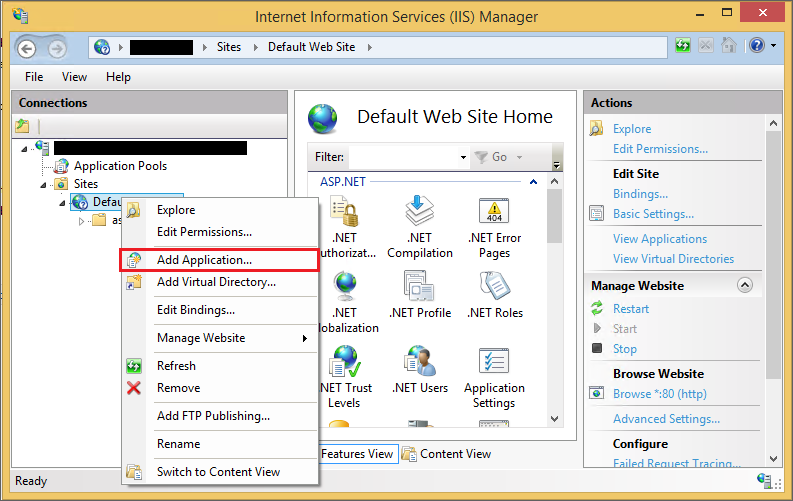 Internet Information Services (IIS) Manager
Sites
Default Web Site
File View Help
Connections
Application Pools
Sites
Explore
Edit Permissions...
Add Application...
Add Virtual Directory...
Edit Bindings...
Manage Website
Refresh
Remove
Add FTP Publishing...
Rename
Switch to Content View
Default Web Site Home
Filter: Go
ASP.NET
.NET
.NET
Compilation
.NET Error
Pages
404
.NET
.NET Profile
.NET Roles
.NET Trust
Levels
.NET Users
Application
Settings
Features View
Content View
Actions
Explore
Edit Permissions...
Edit Site
Bindings...
Basic Settings...
View Applications
View Virtual Directories
Manage Website
Restart
Start
Stop
Browse Website
Browse *:80 (http)
Advanced Settings...
Configure
Failed Request Tracing...
Ready